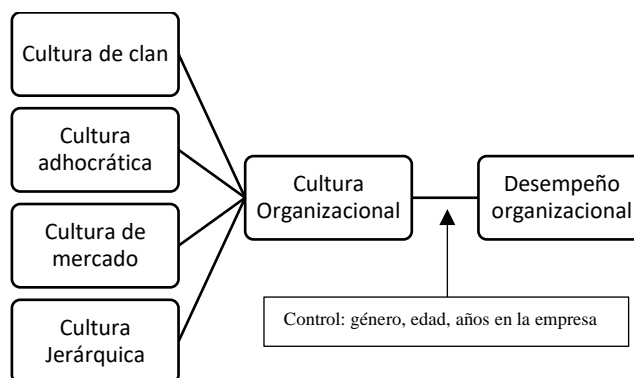 Cultura de clan
Cultura
adhocrática
Cultura de
mercado
Cultura
Jerárquica
Cultura
Organizacional
Desempeño
organizacional
Control: género, edad, años en la empresa